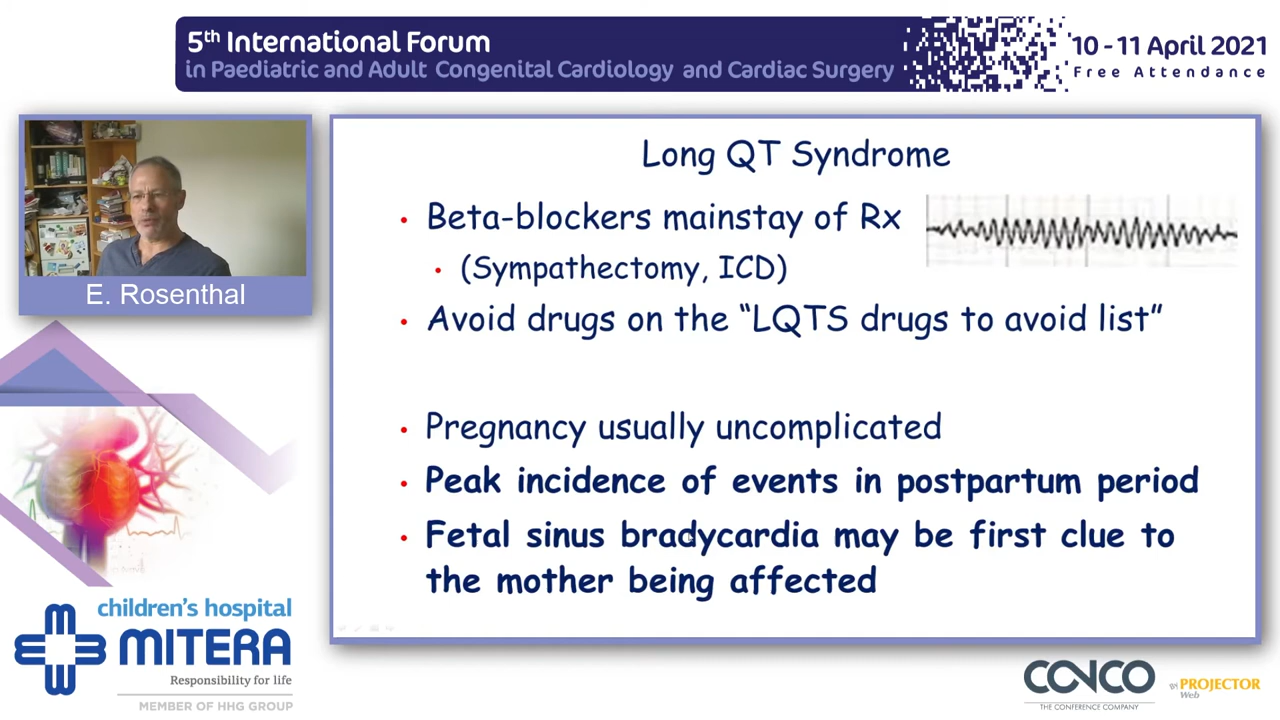 5th International Forum
in Paediatric and Adult Congenital Cardiology and Cardiac Surgery
10 - 11 April 2021
Free Attendance
E. Rosenthal
Long QT Syndrome
• Beta-blockers mainstay of Rx
• (Sympathectomy, ICD)
• Avoid drugs on the “LQTS drugs to avoid list”
• Pregnancy usually uncomplicated
• Peak incidence of events in postpartum period
• Fetal sinus bradycardia may be first clue to
the mother being affected
children's hospital
MITERA
Responsibility for life
MEMBER OF HHG GROUP
CONCO
THE CONFERENCE COMPANY
PROJECTOR
Web